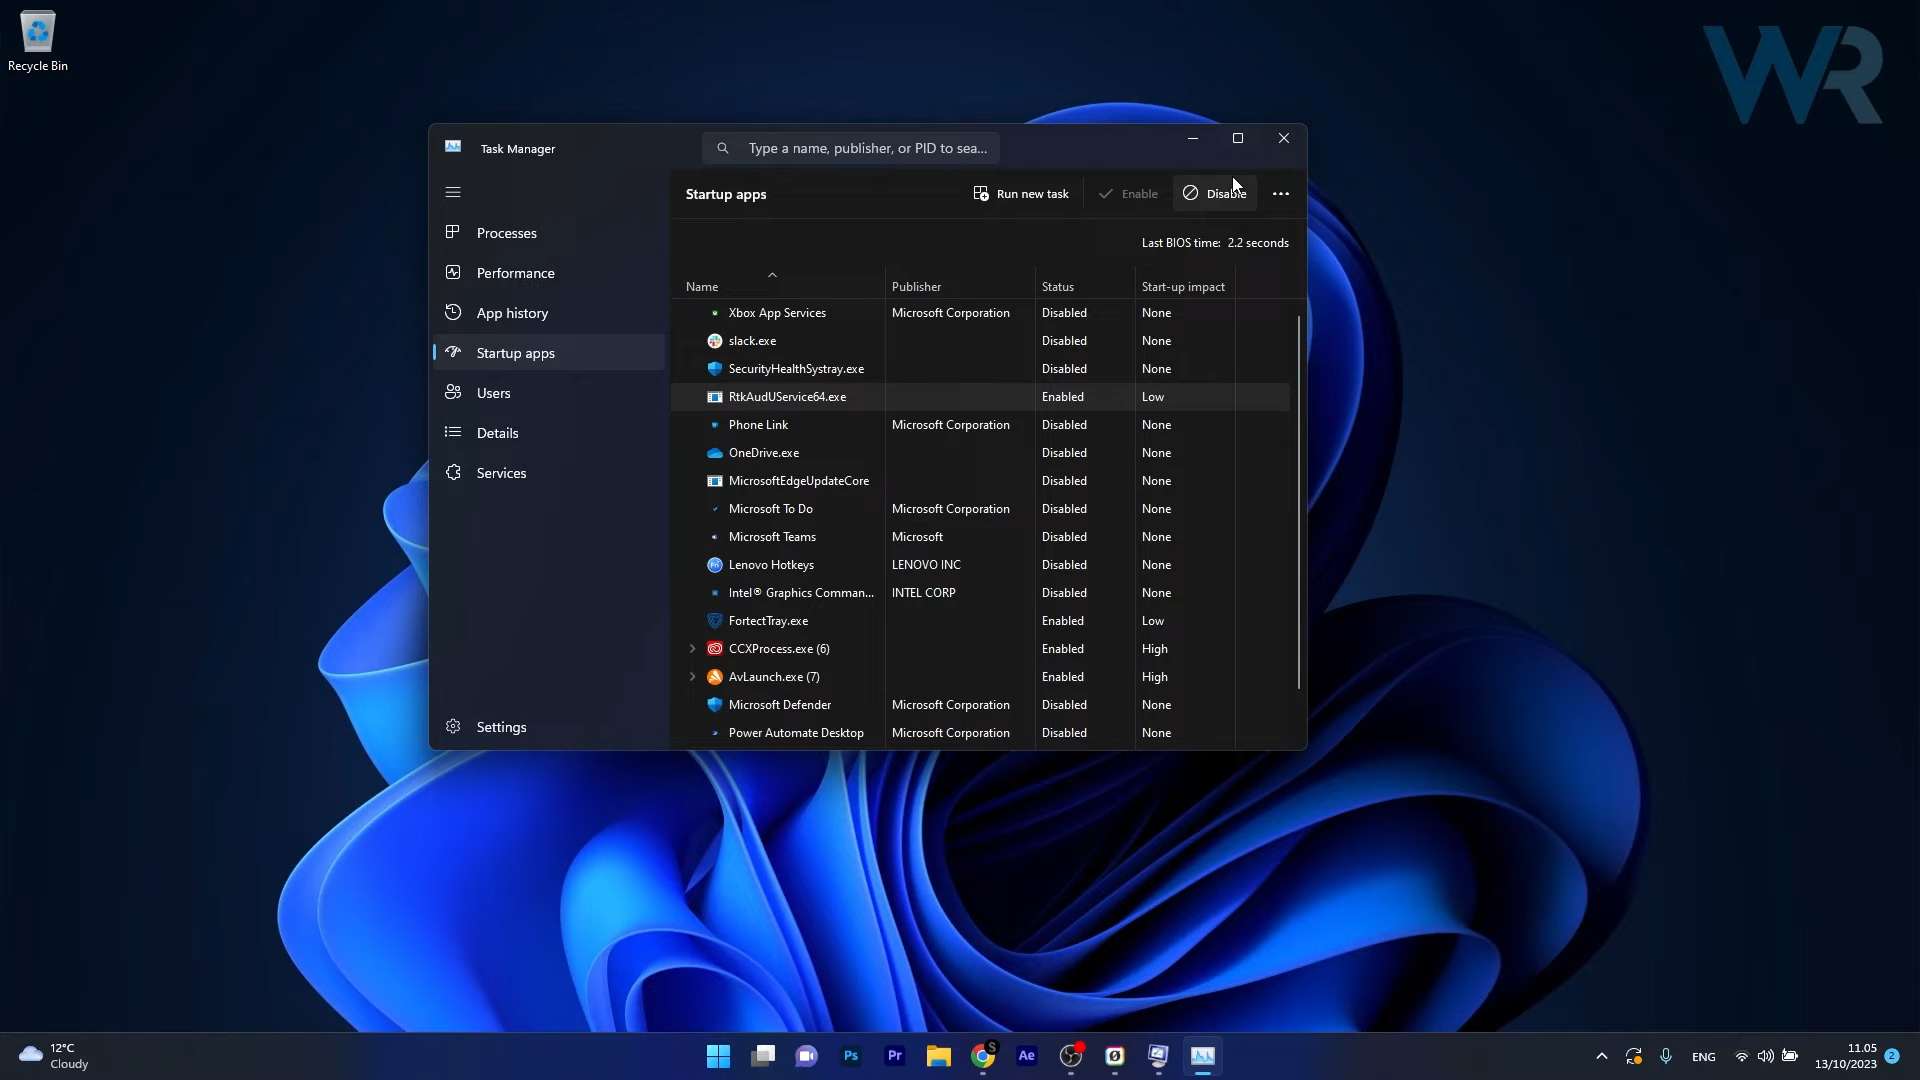 Recycle Bin
WR
Task Manager
Type a name, publisher, or PID to sea...
Startup apps
Run new task
Enable
Disable
Last BIOS time: 2.2 seconds
Processes
Performance
App history
Startup apps
Users
Details
Services
Settings
Name Publisher Status Start-up impact
Xbox App Services Microsoft Corporation Disabled None
slack.exe Disabled None
SecurityHealthSystray.exe Disabled None
RtkAudUService64.exe Enabled Low
Phone Link Microsoft Corporation Disabled None
OneDrive.exe Disabled None
MicrosoftEdgeUpdateCore Disabled None
Microsoft To Do Microsoft Corporation Disabled None
Microsoft Teams Microsoft Disabled None
Lenovo Hotkeys LENOVO INC Disabled None
Intel® Graphics Comman... INTEL CORP Disabled None
FortectTray.exe Enabled Low
CCXProcess.exe (6) Enabled High
AvLaunch.exe (7) Enabled High
Microsoft Defender Microsoft Corporation Disabled None
Power Automate Desktop Microsoft Corporation Disabled None
12°C
Cloudy
Ps
Pr
S
Ae
ENG
11.05
13/10/2023
2